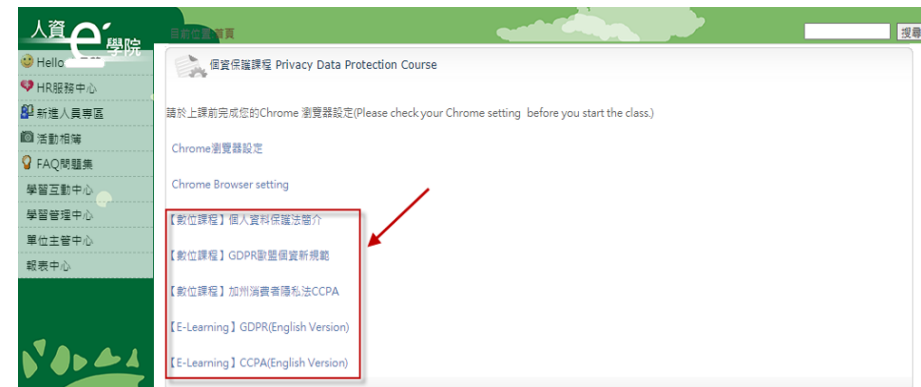 人資e學院
目前位置:首頁
搜尋
Hello
HR服務中心
新進人員專區
活動相簿
FAQ問題集
學習互動中心
學習管理中心
單位主管中心
報表中心
個資保護課程 Privacy Data Protection Course
請於上課前完成您的Chrome 瀏覽器設定(Please check your Chrome setting before you start the class.)
Chrome瀏覽器設定
Chrome Browser setting
【數位課程】個人資料保護法簡介
【數位課程】GDPR歐盟個資新規範
【數位課程】加州消費者隱私法CCPA
【E-Learning】GDPR(English Version)
【E-Learning】CCPA(English Version)